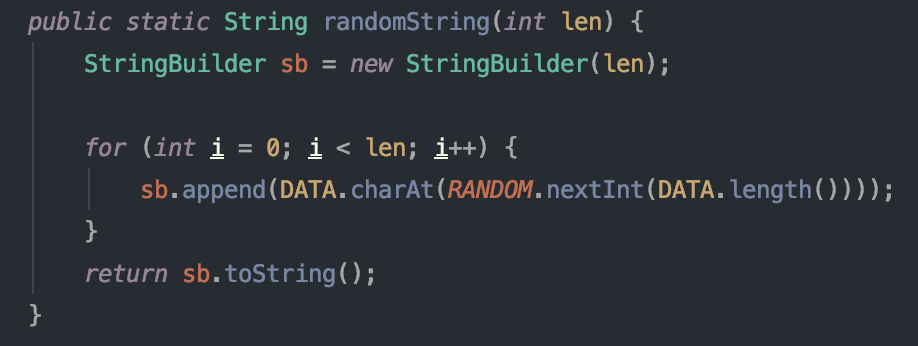 public static String randomString(int len) {
    StringBuilder sb = new StringBuilder(len);

    for (int i = 0; i < len; i++) {
        sb.append(DATA.charAt(RANDOM.nextInt(DATA.length())));
    }
    return sb.toString();
}